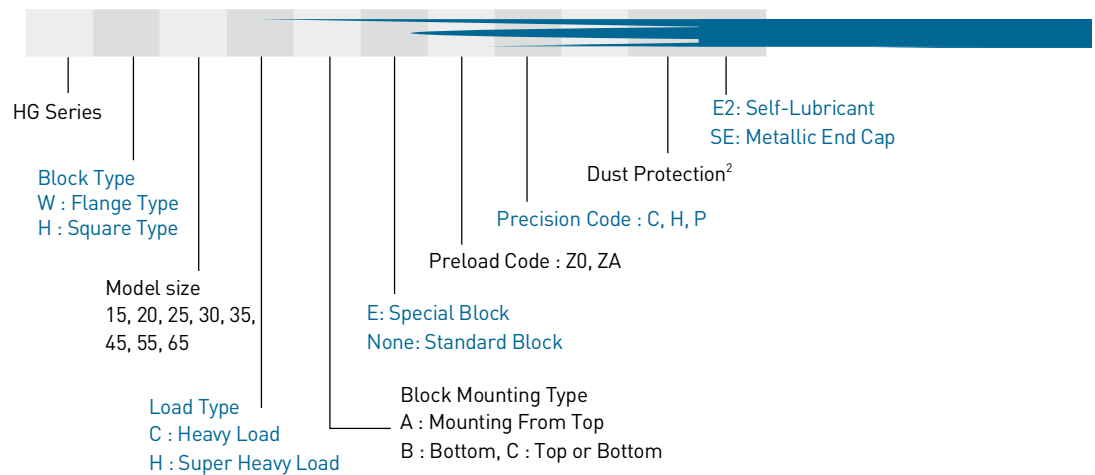 HG Series
Block Type
W : Flange Type
H : Square Type
Model size
15, 20, 25, 30, 35,
45, 55, 65
Load Type
C : Heavy Load
H : Super Heavy Load
Block Mounting Type
A : Mounting From Top
B : Bottom, C : Top or Bottom
E: Special Block
None: Standard Block
Preload Code : Z0, ZA
Precision Code : C, H, P
Dust Protection²
E2: Self-Lubricant
SE: Metallic End Cap